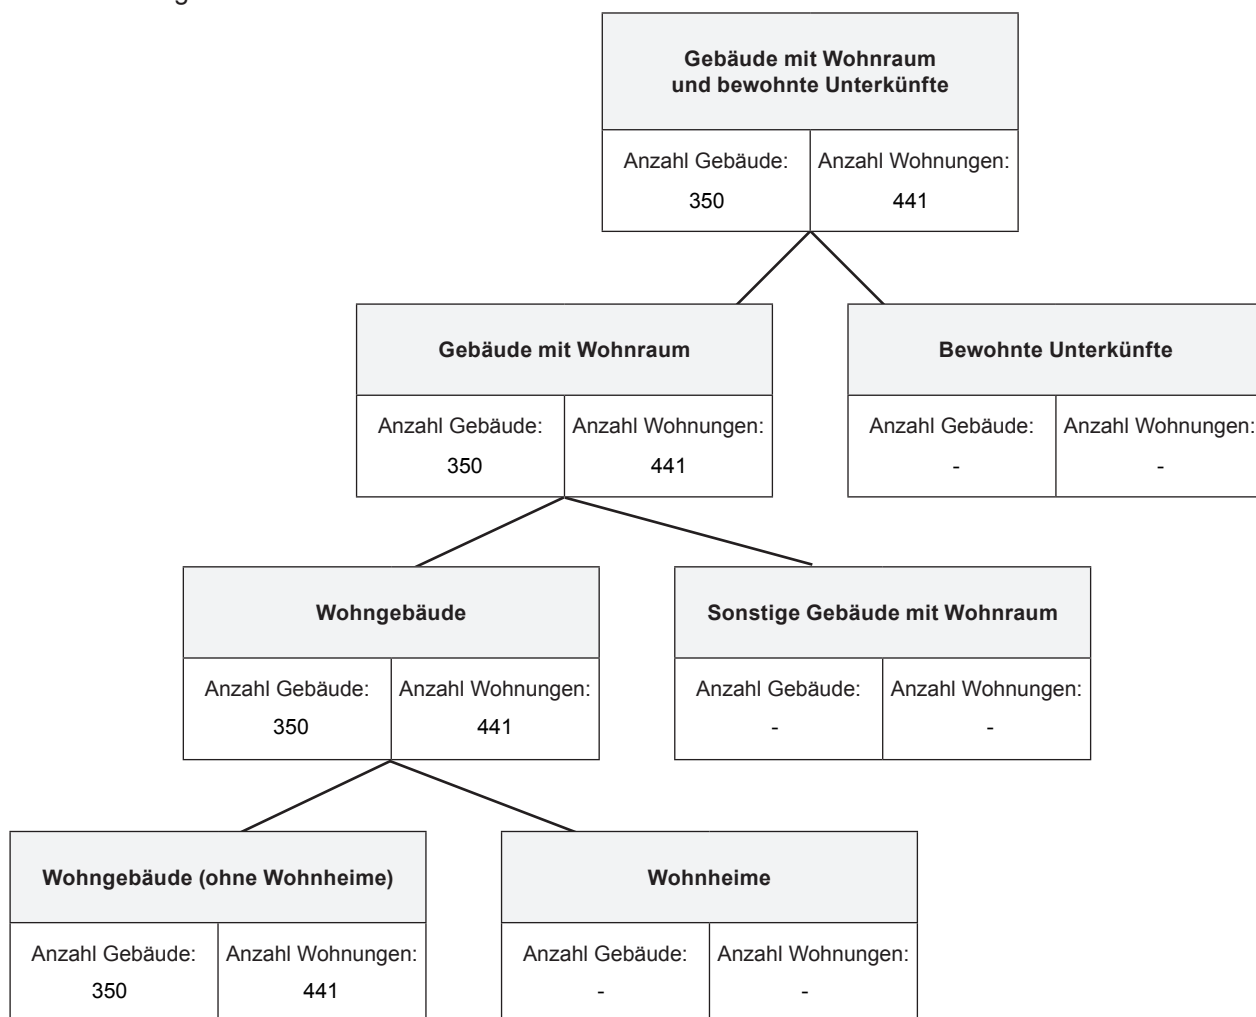 Gebäude mit Wohnraum
und bewohnte Unterkünfte
Anzahl Gebäude: Anzahl Wohnungen:
350 441
Gebäude mit Wohnraum
Anzahl Gebäude: Anzahl Wohnungen:
350 441
Bewohnte Unterkünfte
Anzahl Gebäude: Anzahl Wohnungen:
- -
Wohngebäude
Anzahl Gebäude: Anzahl Wohnungen:
350 441
Sonstige Gebäude mit Wohnraum
Anzahl Gebäude: Anzahl Wohnungen:
- -
Wohngebäude (ohne Wohnheime)
Anzahl Gebäude: Anzahl Wohnungen:
350 441
Wohnheime
Anzahl Gebäude: Anzahl Wohnungen:
- -